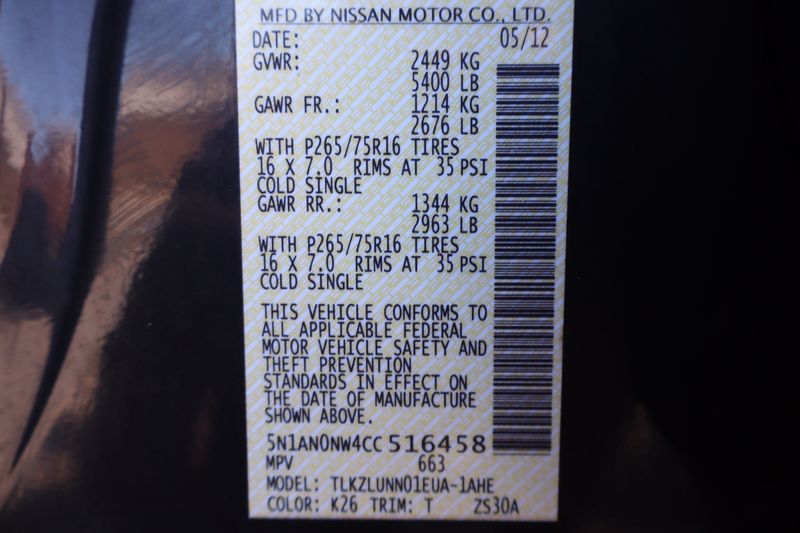 MFD BY NISSAN MOTOR CO., LTD.
DATE: 05/12
GVWR: 2449 KG
5400 LB
GAWR FR.: 1214 KG
2676 LB
WITH P265/75R16 TIRES
16 X 7.0 RIMS AT 35 PSI
COLD SINGLE
GAWR RR.: 1344 KG
2963 LB
WITH P265/75R16 TIRES
16 X 7.0 RIMS AT 35 PSI
COLD SINGLE
THIS VEHICLE CONFORMS TO
ALL APPLICABLE FEDERAL
MOTOR VEHICLE SAFETY AND
THEFT PREVENTION
STANDARDS IN EFFECT ON
THE DATE OF MANUFACTURE
SHOWN ABOVE.
5N1AN0NW4CC516458
MPV 663
MODEL: TLKZLUNN01EUA-1AHE
COLOR: K26 TRIM: T ZS30A